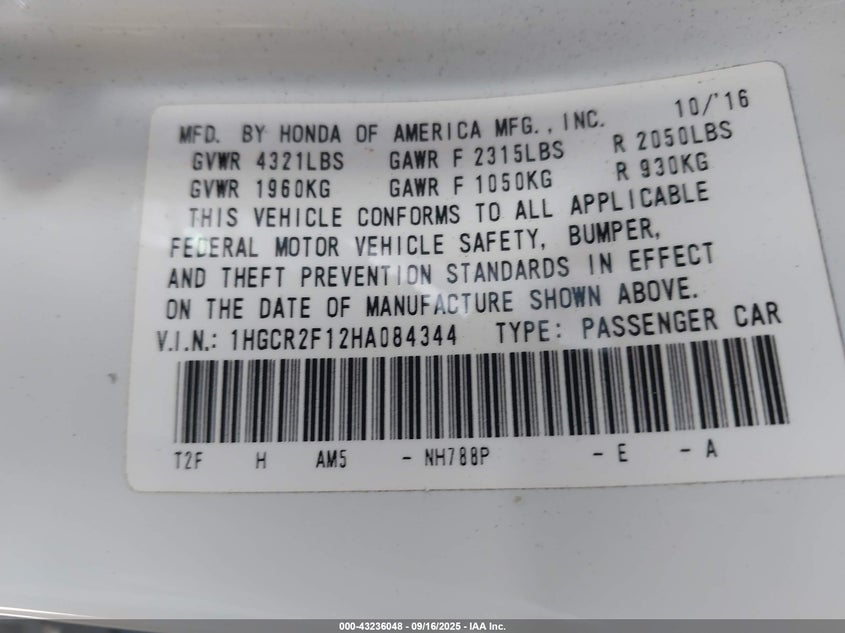 10/'16
MFD. BY HONDA OF AMERICA MFG., INC.
GVWR 4321LBS GAWR F 2315LBS R 2050LBS
GVWR 1960KG GAWR F 1050KG R 930KG
THIS VEHICLE CONFORMS TO ALL APPLICABLE
FEDERAL MOTOR VEHICLE SAFETY, BUMPER,
AND THEFT PREVENTION STANDARDS IN EFFECT
ON THE DATE OF MANUFACTURE SHOWN ABOVE.
V.I.N.: 1HGCR2F12HA084344 TYPE: PASSENGER CAR
T2F H AM5 - NH788P - E - A
000-43236048 - 09/16/2025 - IAA Inc.